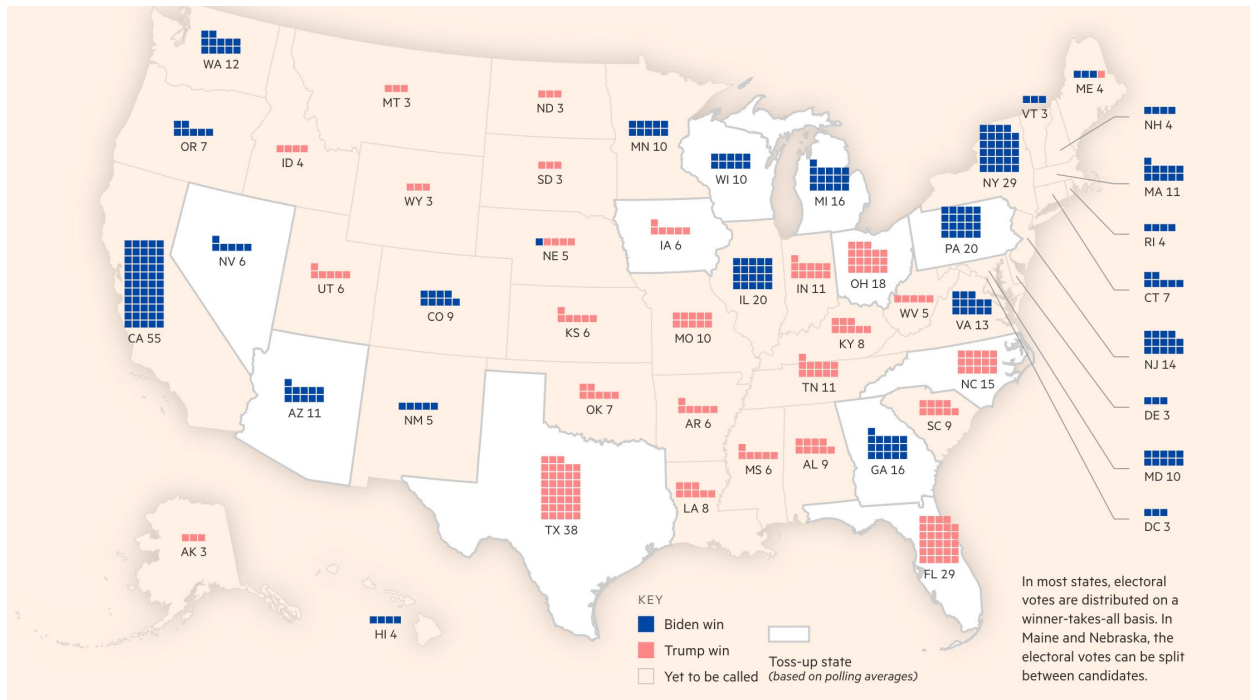 WA 12
MT 3
ND 3
ME 4
VT 3
NH 4
OR 7
MN 10
ID 4
SD 3
WI 10
NY 29
MA 11
WY 3
MI 16
RI 4
NV 6
NE 5
IA 6
PA 20
CT 7
UT 6
CO 9
IL 20
IN 11
OH 18
WV 5
CA 55
KS 6
MO 10
KY 8
VA 13
NJ 14
AZ 11
NM 5
OK 7
TN 11
NC 15
DE 3
AR 6
SC 9
MS 6
AL 9
GA 16
MD 10
TX 38
LA 8
DC 3
AK 3
FL 29
HI 4
KEY
Biden win
Trump win
Yet to be called
Toss-up state
(based on polling averages)
In most states, electoral
votes are distributed on a
winner-takes-all basis. In
Maine and Nebraska, the
electoral votes can be split
between candidates.